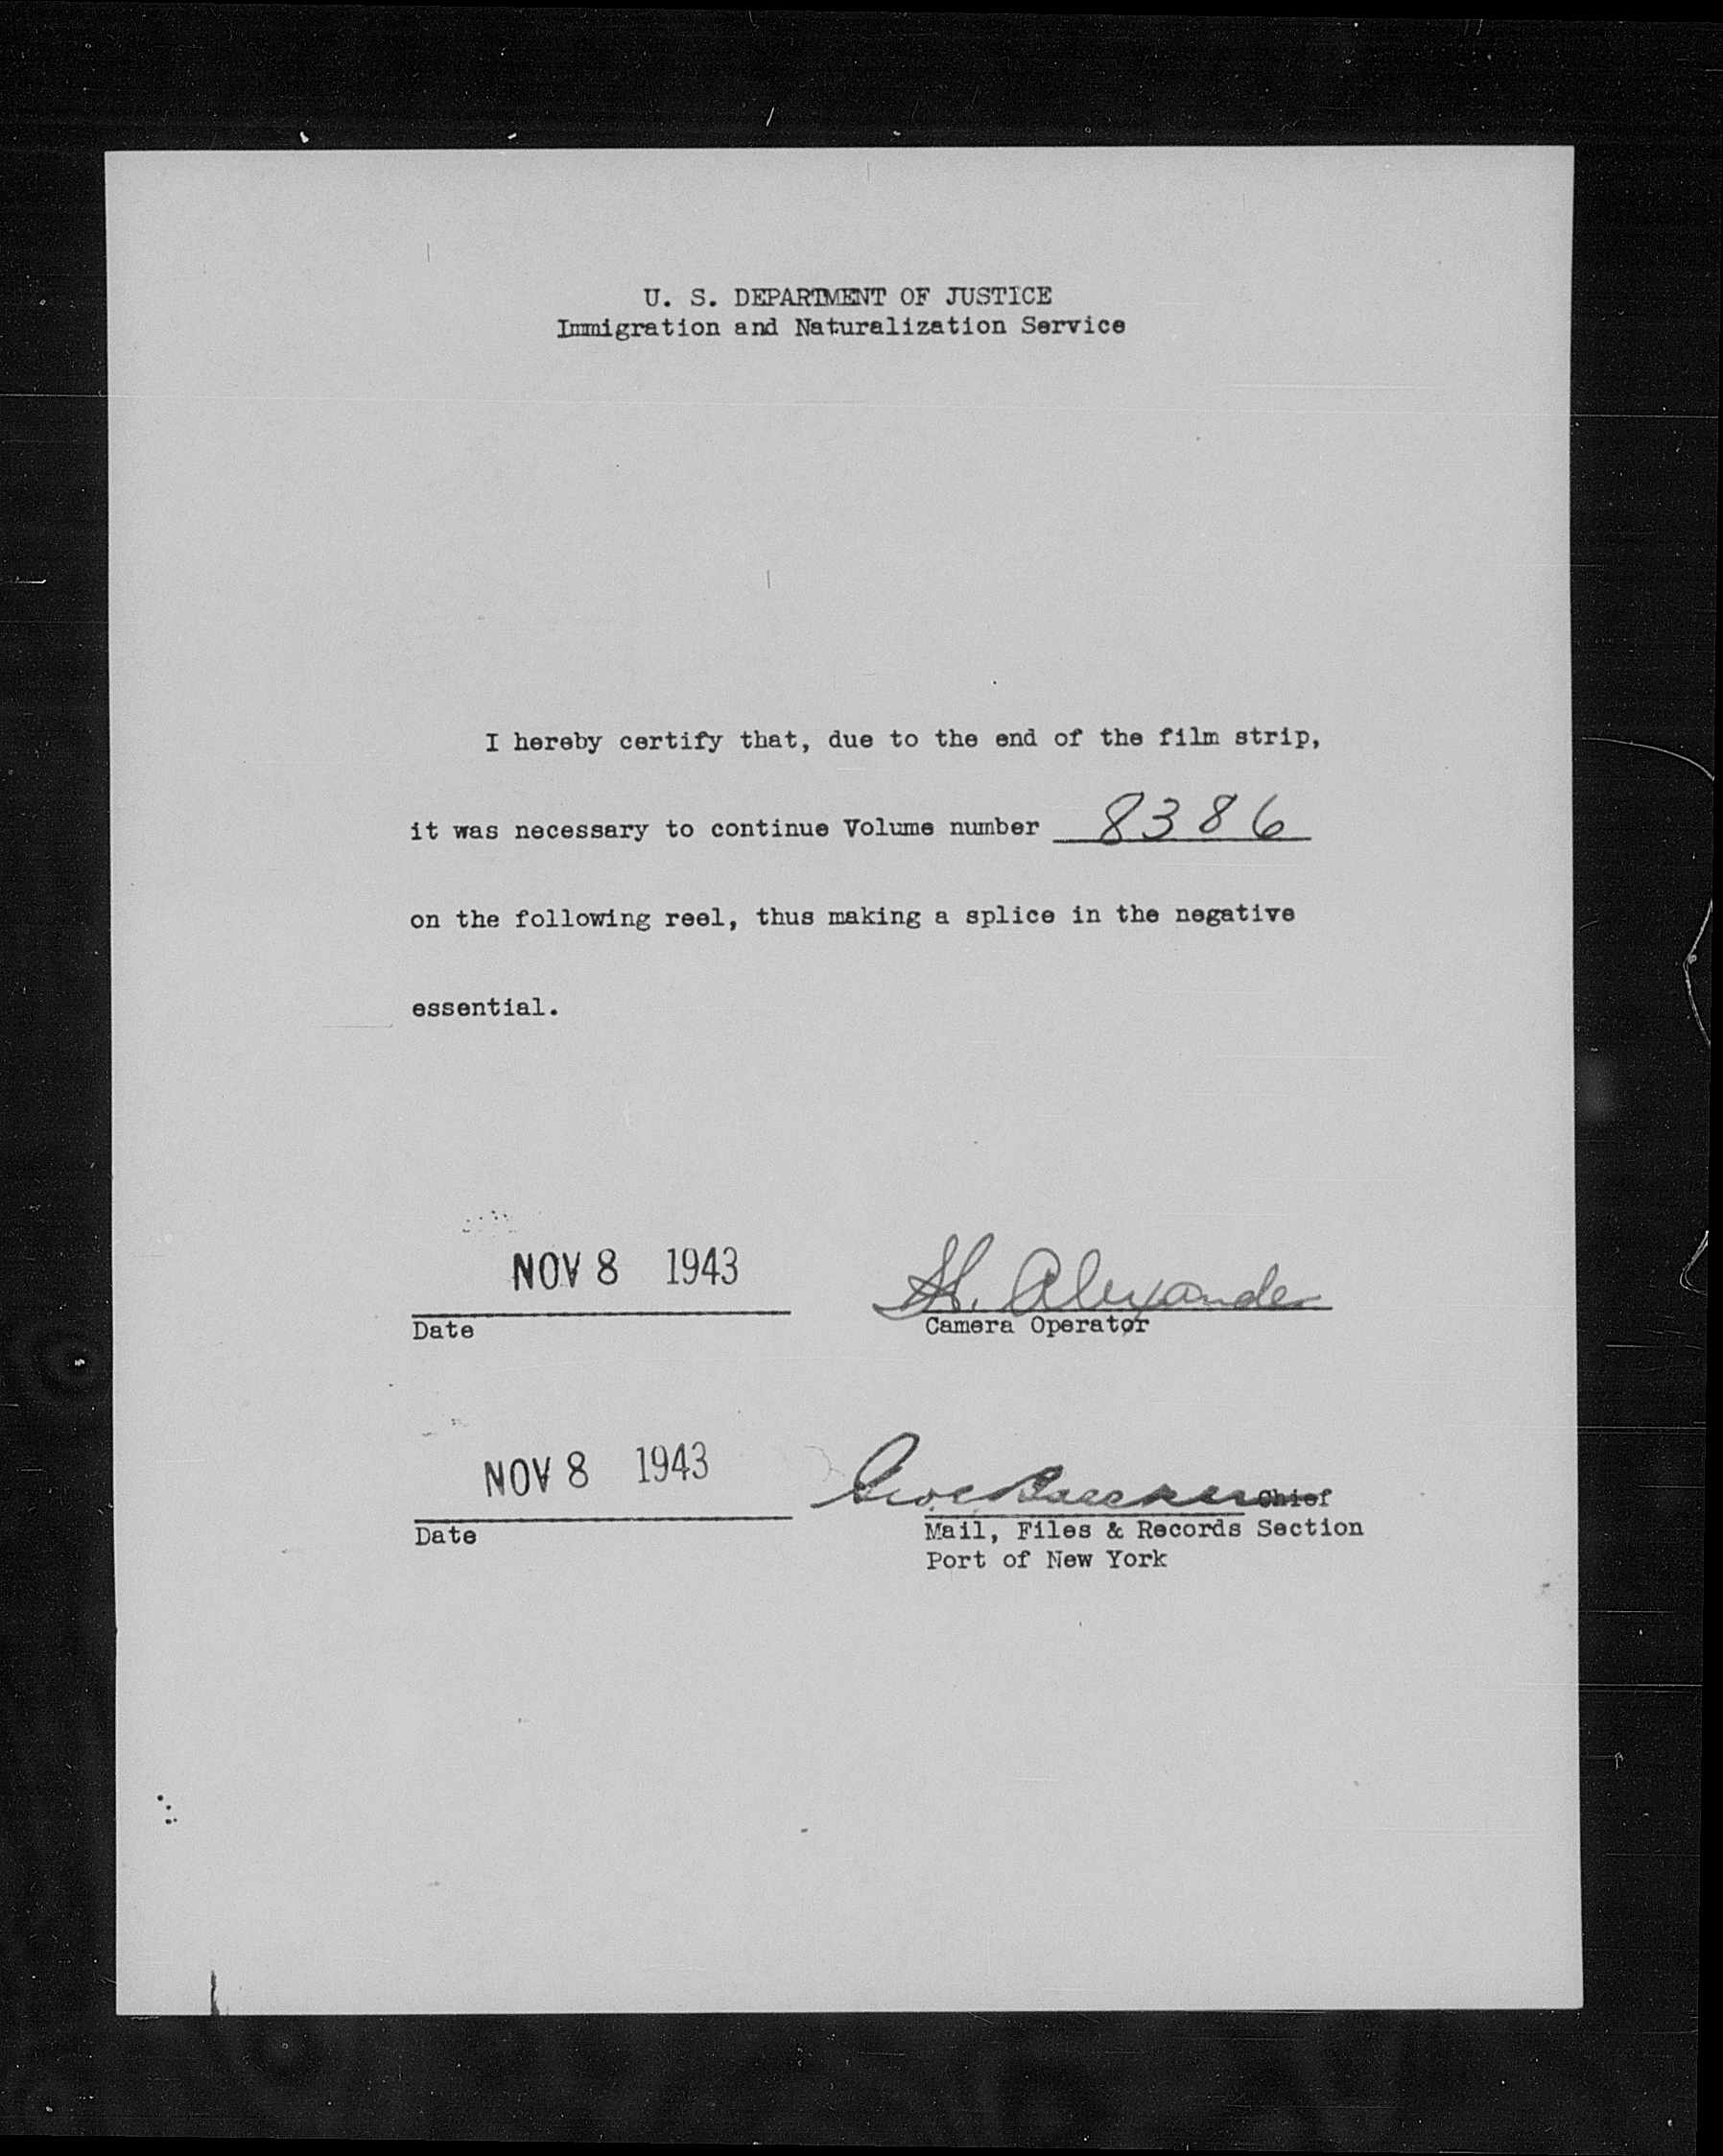 U. S. DEPARTMENT OF JUSTICE
Immigration and Naturalization Service
I hereby certify that, due to the end of the film strip,
it was necessary to continue Volume number 8386
on the following reel, thus making a splice in the negative
essential.
NOV 8 1943
H. Alexander
Date
Camera Operator
NOV 8 1943
Chief
Date
Mail, Files & Records Section
Port of New York